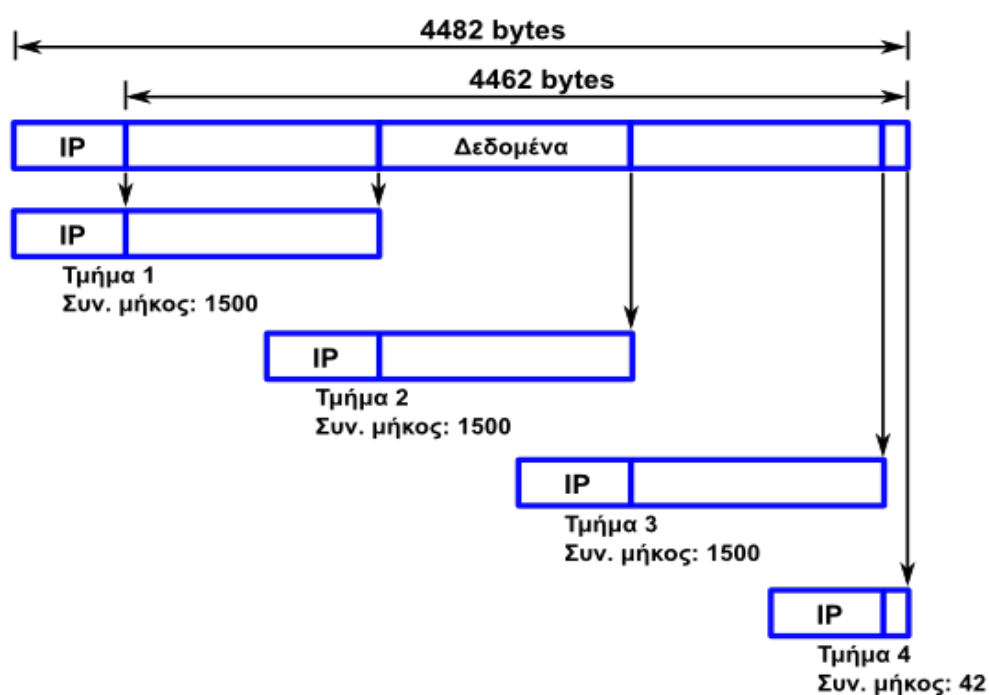 4482 bytes
4462 bytes
IP
Δεδομένα
IP
Τμήμα 1
Συν. μήκος: 1500
IP
Τμήμα 2
Συν. μήκος: 1500
IP
Τμήμα 3
Συν. μήκος: 1500
IP
Τμήμα 4
Συν. μήκος: 42